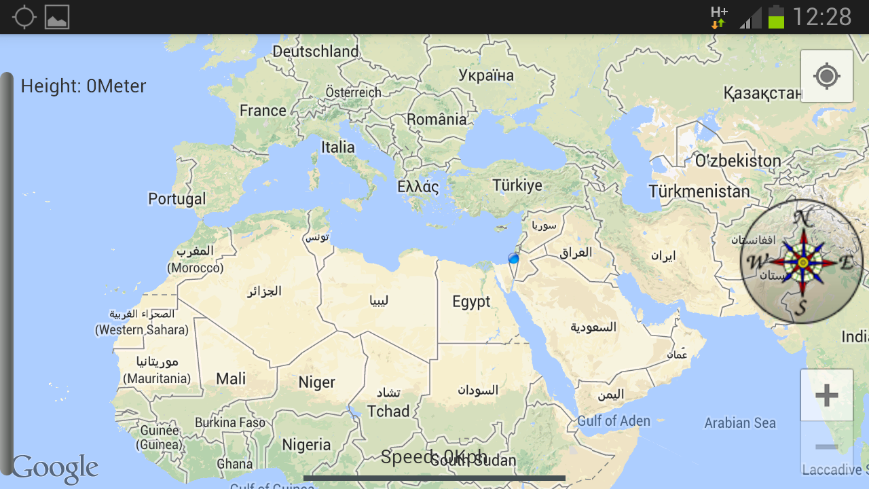 H+
12:28
Deutschland
Україна
Height: 0Meter
Österreich
Қазақстан
France
România
Italia
O'zbekiston
Ελλάς
Türkiye
Türkmenistan
Portugal
تونس
سوريا
N
المغرب
(Morocco)
العراق
ایران
افغانستان
W
E
الجزائر
ليبيا
Egypt
S
الصحراء الغربية
(Western Sahara)
السعودية
Indi
موريتانيا
(Mauritania)
Mali
Niger
تشاد
Tchad
السودان
عُمان
اليمن
Gulf of Aden
Arabian Sea
+
Burkina Faso
Guinée
(Guinea)
Nigeria
Ghana
Speed: 0Kph
South Sudan
−
Google
Laccadive S
Gulf of Guinea